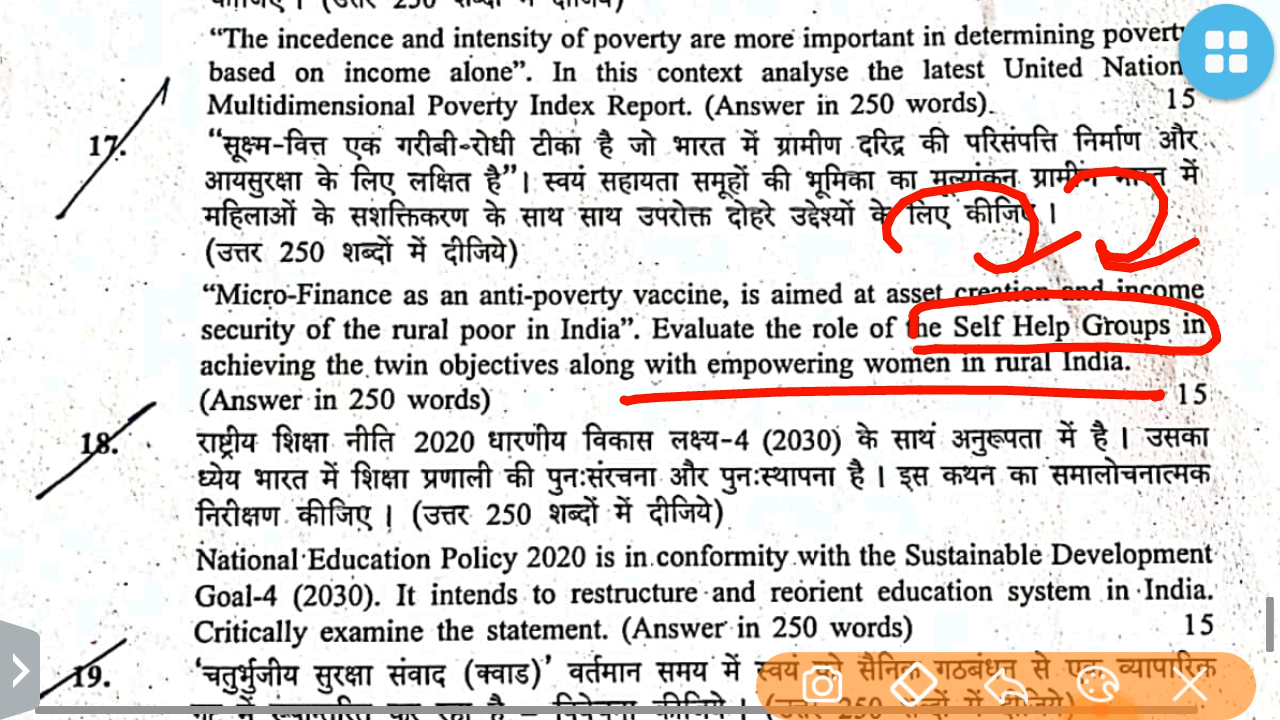 “The incedence and intensity of poverty are more important in determining poverty
based on income alone”. In this context analyse the latest United Nation
Multidimensional Poverty Index Report. (Answer in 250 words). 15
17. “सूक्ष्म-वित्त एक गरीबी-रोधी टीका है जो भारत में ग्रामीण दरिद्र की परिसंपत्ति निर्माण और
आयसुरक्षा के लिए लक्षित है”। स्वयं सहायता समूहों की भूमिका का मूल्यांकन ग्रामीण भारत में
महिलाओं के सशक्तिकरण के साथ साथ उपरोक्त दोहरे उद्देश्यों के लिए कीजिए।
(उत्तर 250 शब्दों में दीजिये)
“Micro-Finance as an anti-poverty vaccine, is aimed at asset creation and income
security of the rural poor in India”. Evaluate the role of the Self Help Groups in
achieving the twin objectives along with empowering women in rural India.
(Answer in 250 words) 15
18. राष्ट्रीय शिक्षा नीति 2020 धारणीय विकास लक्ष्य-4 (2030) के साथ अनुरूपता में है। उसका
ध्येय भारत में शिक्षा प्रणाली की पुनःसंरचना और पुनःस्थापना है। इस कथन का समालोचनात्मक
निरीक्षण कीजिए। (उत्तर 250 शब्दों में दीजिये)
National Education Policy 2020 is in conformity with the Sustainable Development
Goal-4 (2030). It intends to restructure and reorient education system in India.
Critically examine the statement. (Answer in 250 words) 15
19. ‘चतुर्भुजीय सुरक्षा संवाद (क्वाड)’ वर्तमान समय में स्वयं को सैनिक गठबंधन से एक व्यापारिक